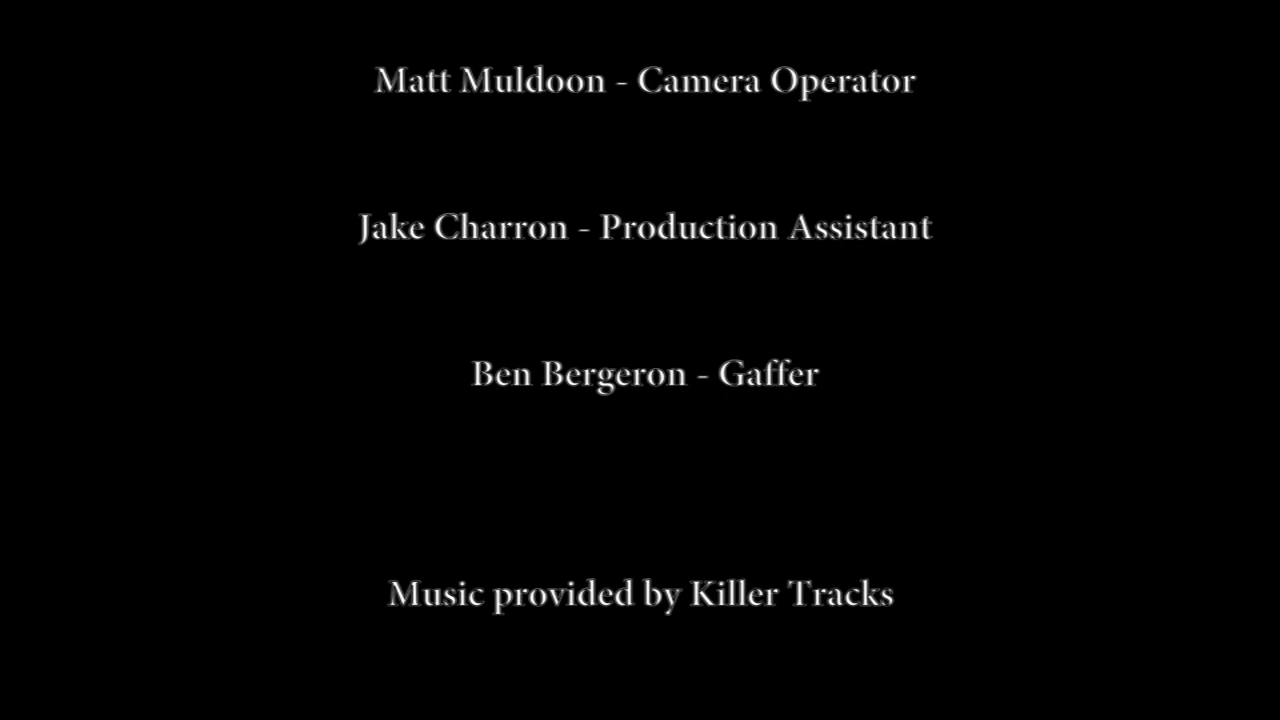 Matt Muldoon - Camera Operator
Jake Charron - Production Assistant
Ben Bergeron - Gaffer
Music provided by Killer Tracks